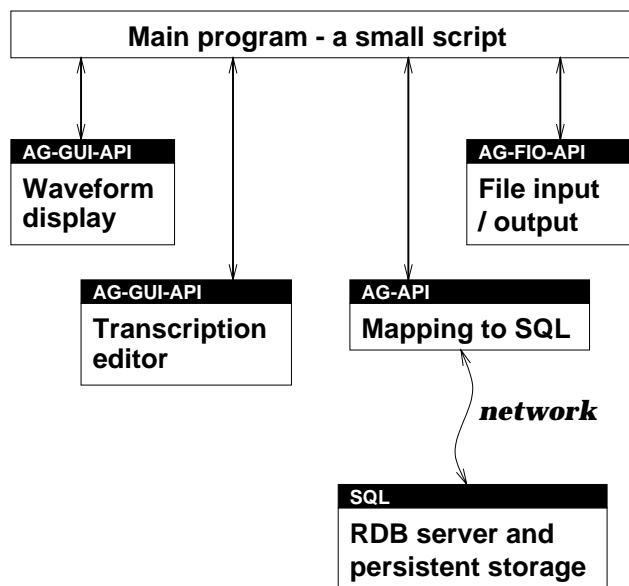 Main program - a small script
AG-GUI-API
Waveform
display
AG-FIO-API
File input
/ output
AG-GUI-API
Transcription
editor
AG-API
Mapping to SQL
network
SQL
RDB server and
persistent storage